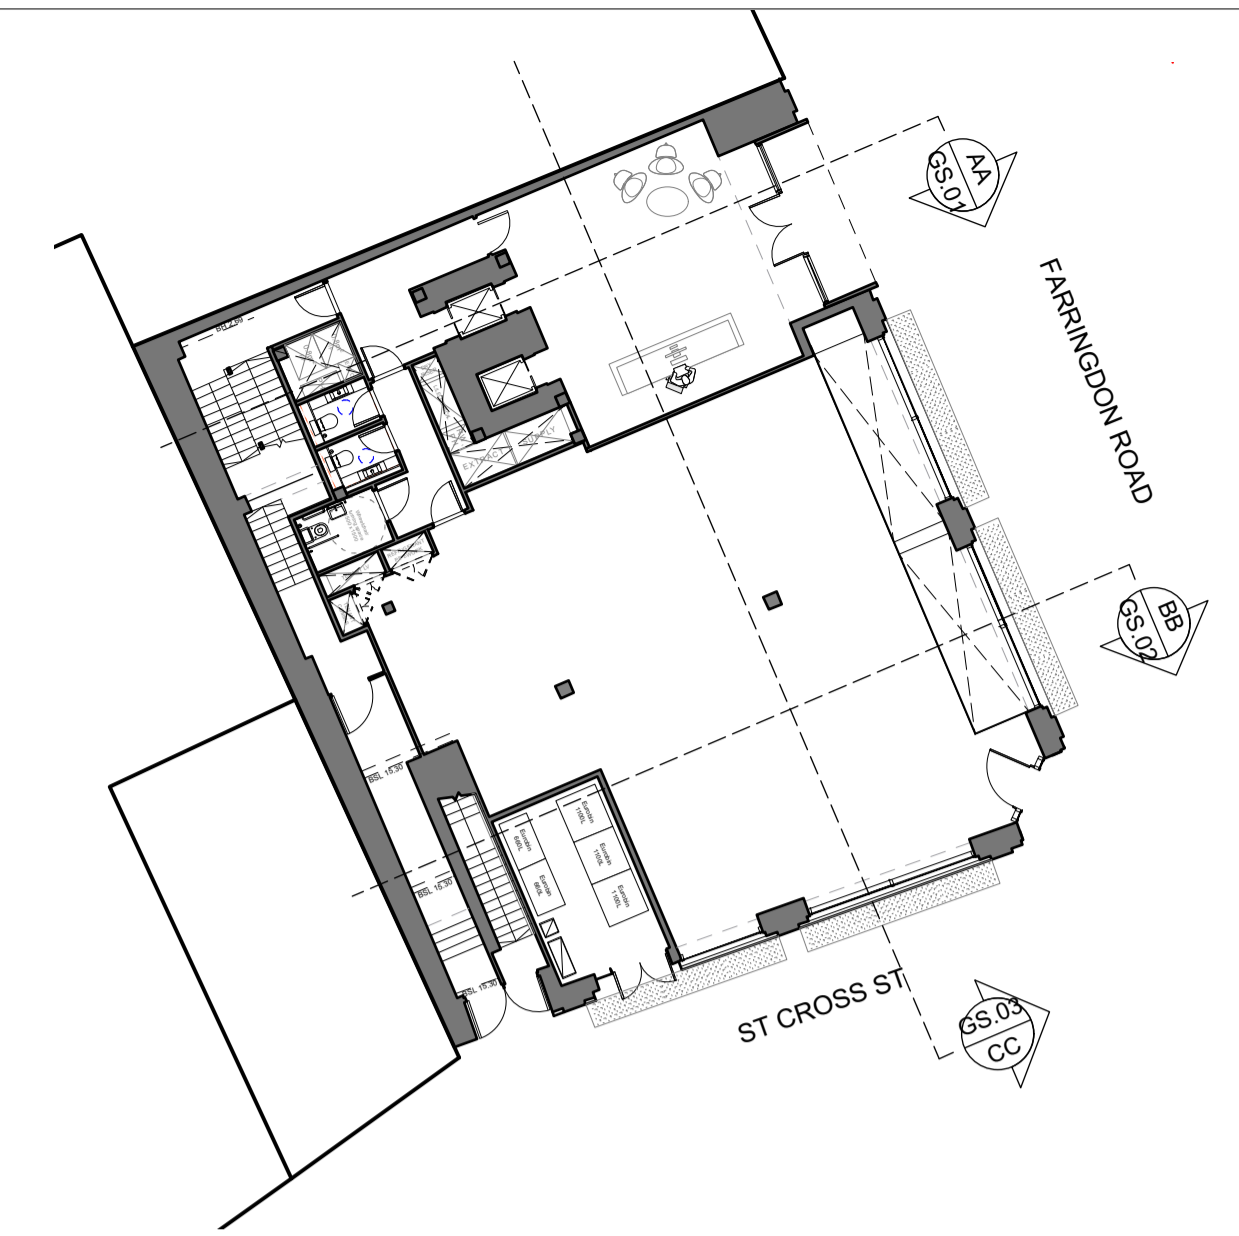 AA
GS.01
FARRINGDON ROAD
BB
GS.02
GS.03
CC
ST CROSS ST
EXTRACT
SUPPLY
BSL 15.30
BSL 15.30
BSL 15.30
Eurobin
1100L
Eurobin
1100L
Eurobin
1100L
Eurobin
660L
Eurobin
660L